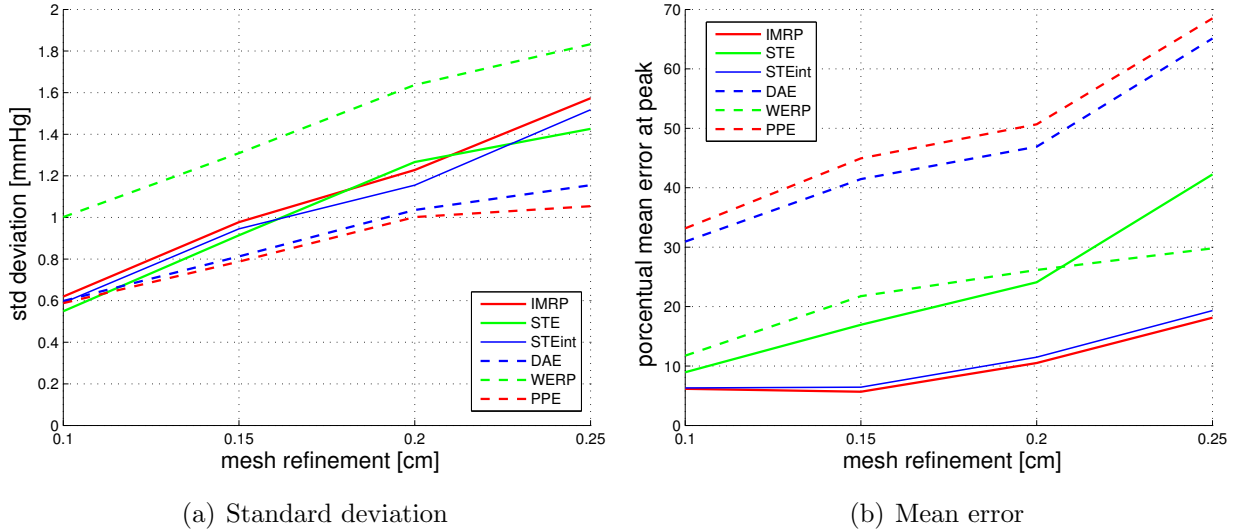 2
1.8
1.6
1.4
1.2
1
0.8
0.6
0.4
0.2
0
std deviation [mmHg]
IMRP
STE
STEint
DAE
WERP
PPE
0.1 0.15 0.2 0.25
mesh refinement [cm]
(a) Standard deviation
70
60
50
40
30
20
10
0
porcentual mean error at peak
IMRP
STE
STEint
DAE
WERP
PPE
0.1 0.15 0.2 0.25
mesh refinement [cm]
(b) Mean error